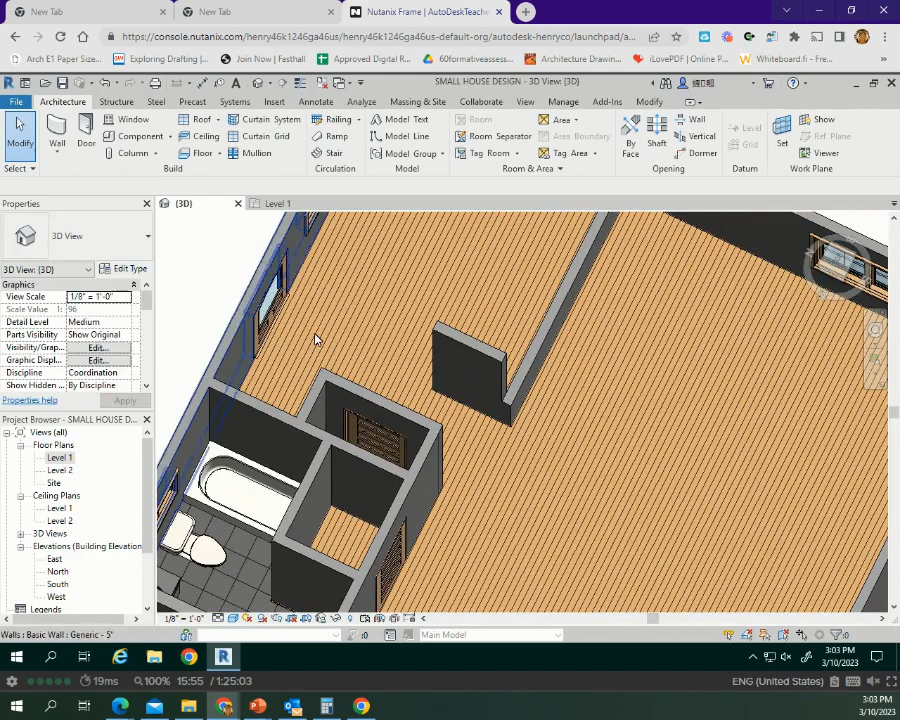 New Tab
New Tab
Nutanix Frame | AutoDeskTeache
https://console.nutanix.com/henry46k1246ga46us/henry46k1246ga46us-default-org/autodesk-henryco/launchpad/a...
Arch E1 Paper Size...
Exploring Drafting |...
Join Now | Fasthall
Approved Digital R...
60formativeassessm...
Architecture Drawin...
iLovePDF | Online P...
Whiteboard.fi - Free...
SMALL HOUSE DESIGN - 3D View: {3D}
File
Architecture
Structure
Steel
Precast
Systems
Insert
Annotate
Analyze
Massing & Site
Collaborate
View
Manage
Add-Ins
Modify
Modify
Wall
Door
Window
Component
Column
Roof
Ceiling
Floor
Curtain System
Curtain Grid
Mullion
Railing
Ramp
Stair
Model Text
Model Line
Model Group
Room
Room Separator
Tag Room
Area
Area Boundary
Tag Area
By Face
Shaft
Wall
Vertical
Dormer
Level
Grid
Set
Show
Ref Plane
Viewer
Select
Build
Circulation
Model
Room & Area
Opening
Datum
Work Plane
Properties
{3D}
Level 1
3D View
3D View: {3D}
Edit Type
Graphics
View Scale 1/8" = 1'-0"
Scale Value 1: 96
Detail Level Medium
Parts Visibility Show Original
Visibility/Grap... Edit...
Graphic Displ... Edit...
Discipline Coordination
Show Hidden ... By Discipline
Properties help
Apply
Project Browser - SMALL HOUSE D...
Views (all)
Floor Plans
Level 1
Level 2
Site
Ceiling Plans
Level 1
Level 2
3D Views
Elevations (Building Elevation
East
North
South
West
Legends
1/8" = 1'-0"
Walls : Basic Wall : Generic - 5"
:0
Main Model
:0
3:03 PM
3/10/2023
19ms
100%
15:55 / 1:25:03
ENG (United States)
3:03 PM
3/10/2023